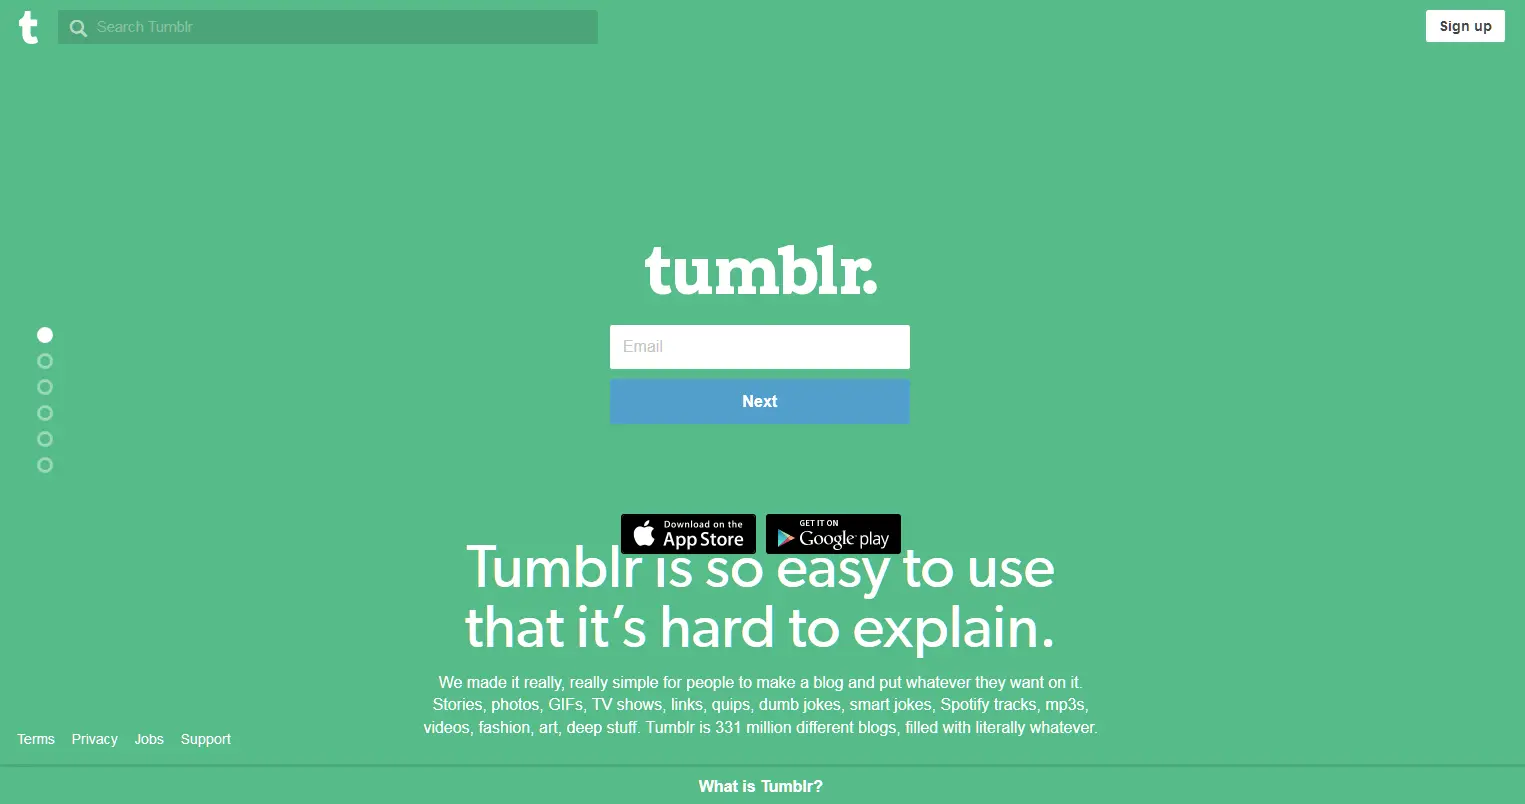 t
Search Tumblr
Sign up
tumblr.
Email
Next
Download on the
App Store
GET IT ON
Google play
Tumblr is so easy to use
that it's hard to explain.
We made it really, really simple for people to make a blog and put whatever they want on it.
Stories, photos, GIFs, TV shows, links, quips, dumb jokes, smart jokes, Spotify tracks, mp3s,
videos, fashion, art, deep stuff. Tumblr is 331 million different blogs, filled with literally whatever.
Terms Privacy Jobs Support
What is Tumblr?